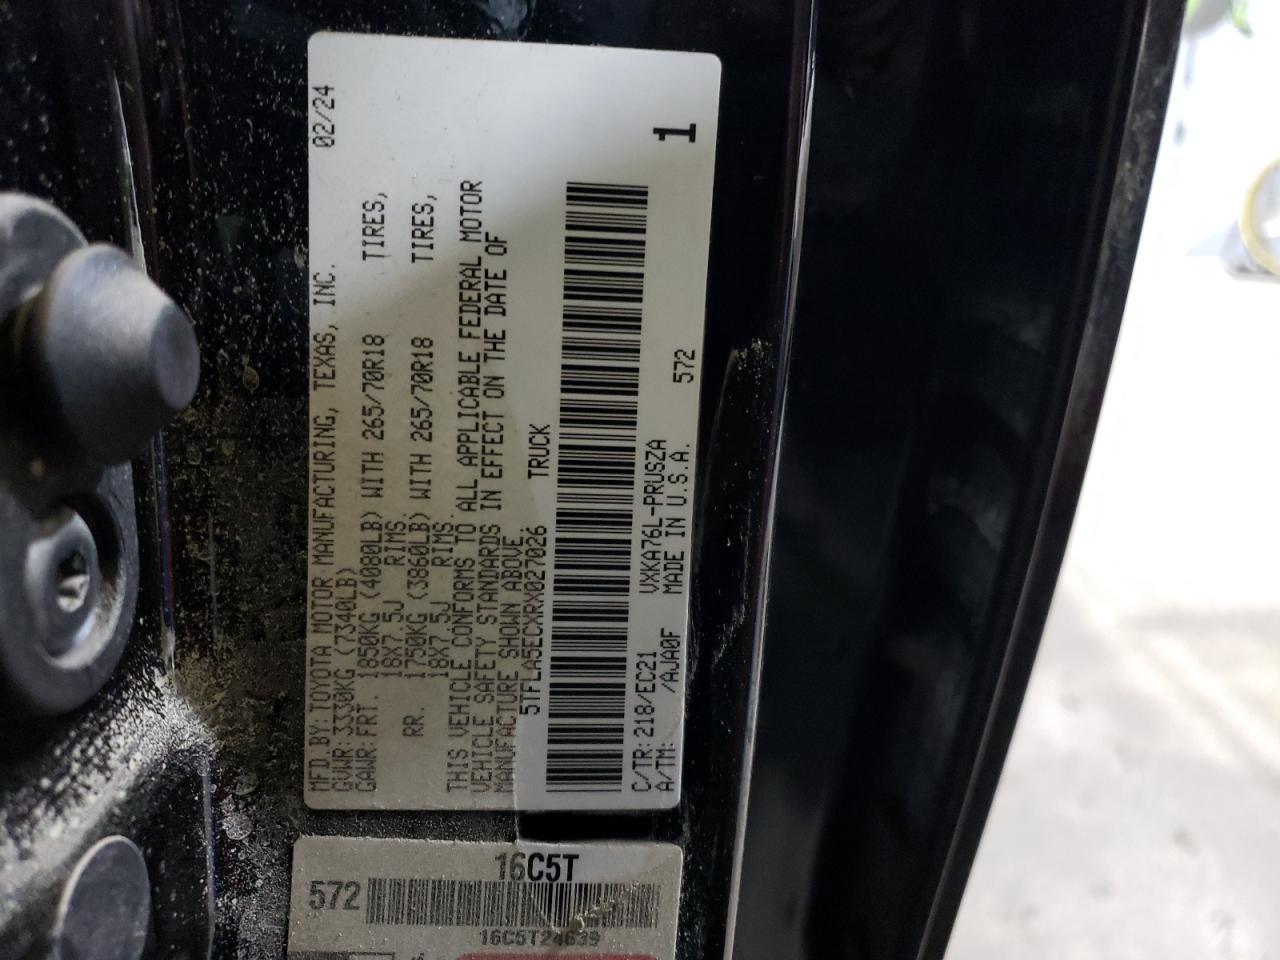 MFD.BY:TOYOTA MOTOR MANUFACTURING, TEXAS, INC. 02/24
GVWR:3330KG (7340LB)
GAWR:FRT. 1850KG (4080LB) WITH 265/70R18 TIRES,
18X7.5J RIMS.
RR. 1750KG (3860LB) WITH 265/70R18 TIRES,
18X7.5J RIMS.
THIS VEHICLE CONFORMS TO ALL APPLICABLE FEDERAL MOTOR
VEHICLE SAFETY STANDARDS IN EFFECT ON THE DATE OF
MANUFACTURE SHOWN ABOVE.
5TFLA5ECXRX027026 TRUCK
1
C/TR:218/EC21 VXKA76L-PRUSZA
A/TM: /AJA0F MADE IN U.S.A. 572
16C5T
572
16C5T24639